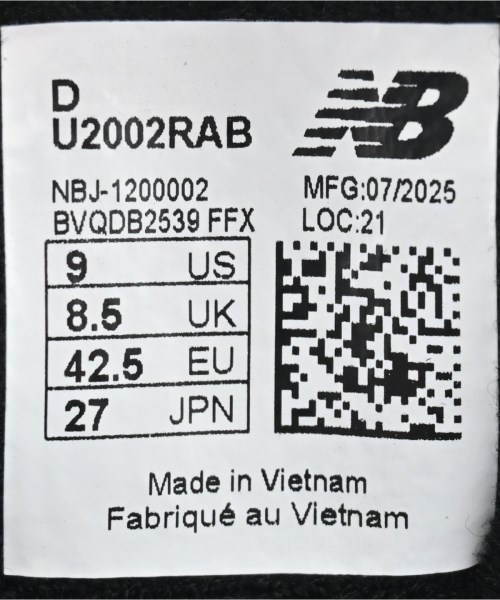 D
U2002RAB
NB
NBJ-1200002
MFG:07/2025
BVQDB2539 FFX
LOC:21
9 US
8.5 UK
42.5 EU
27 JPN
Made in Vietnam
Fabriqué au Vietnam